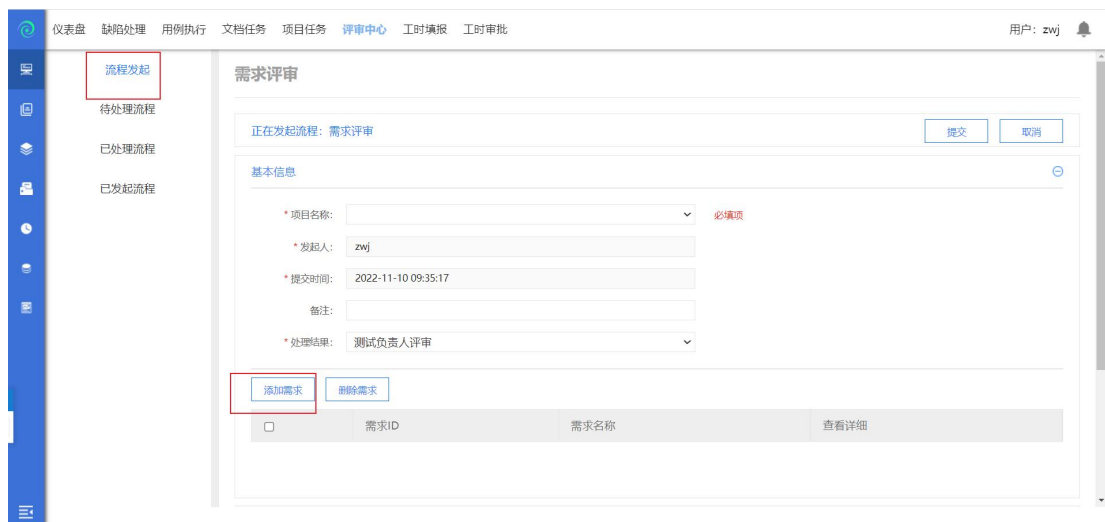 仪表盘 缺陷处理 用例执行 文档任务 项目任务 评审中心 工时填报 工时审批 用户：zwj
流程发起
待处理流程
已处理流程
已发起流程
需求评审
正在发起流程：需求评审 提交 取消
基本信息
* 项目名称： 必填项
* 发起人： zwj
* 提交时间： 2022-11-10 09:35:17
备注：
* 处理结果： 测试负责人评审
添加需求 删除需求
需求ID 需求名称 查看详细